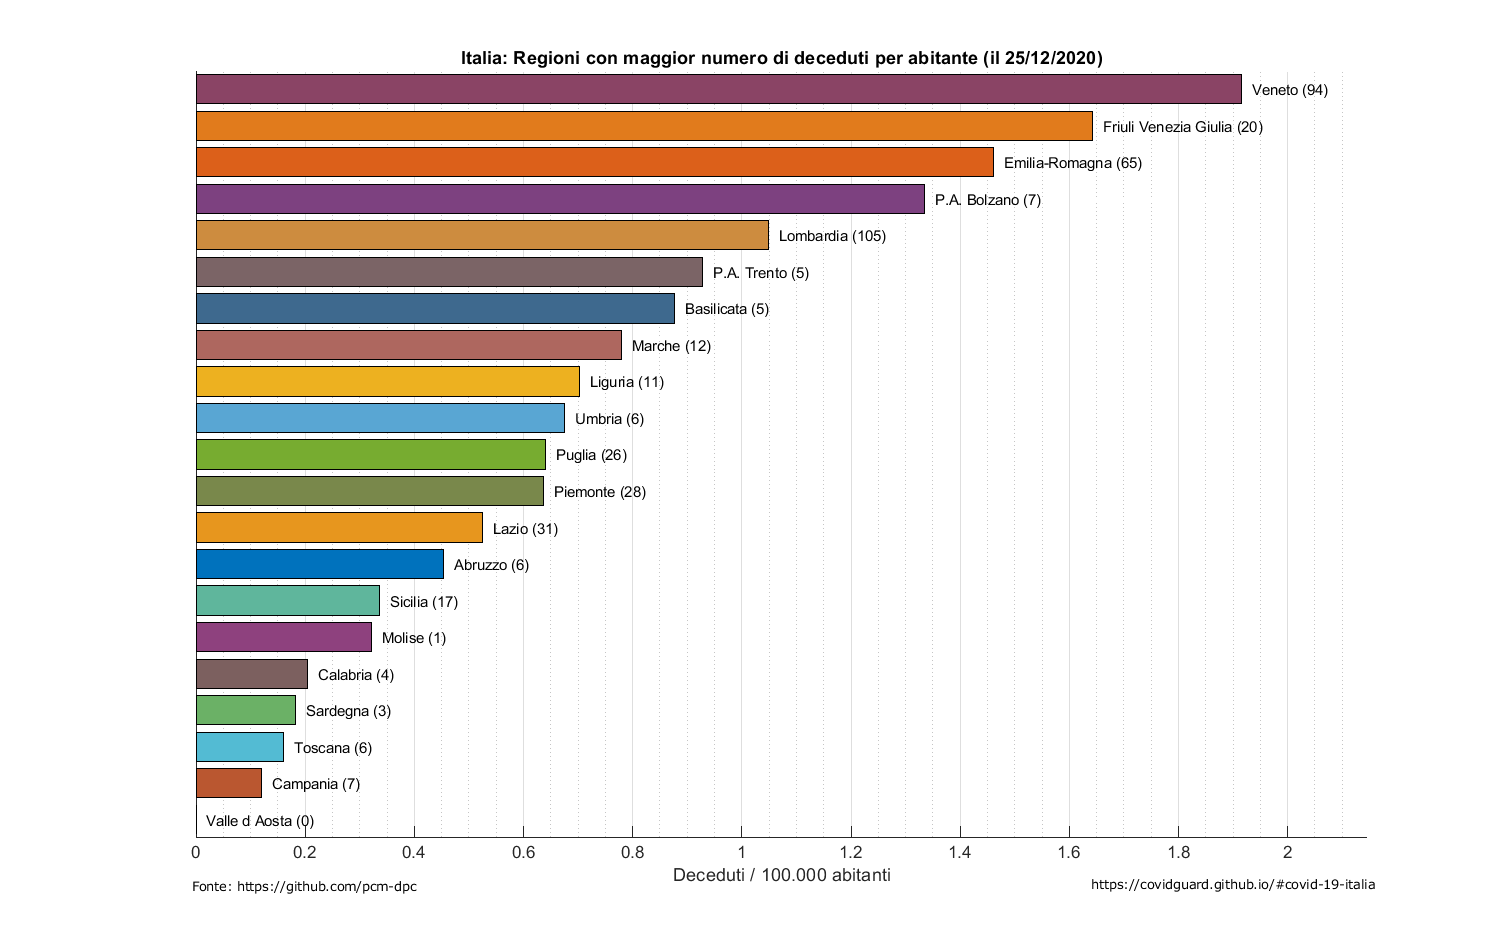 Italia: Regioni con maggior numero di deceduti per abitante (il 25/12/2020)
Veneto (94)
Friuli Venezia Giulia (20)
Emilia-Romagna (65)
P.A. Bolzano (7)
Lombardia (105)
P.A. Trento (5)
Basilicata (5)
Marche (12)
Liguria (11)
Umbria (6)
Puglia (26)
Piemonte (28)
Lazio (31)
Abruzzo (6)
Sicilia (17)
Molise (1)
Calabria (4)
Sardegna (3)
Toscana (6)
Campania (7)
Valle d Aosta (0)
0 0.2 0.4 0.6 0.8 1 1.2 1.4 1.6 1.8 2
Deceduti / 100.000 abitanti
Fonte: https://github.com/pcm-dpc
https://covidguard.github.io/#covid-19-italia